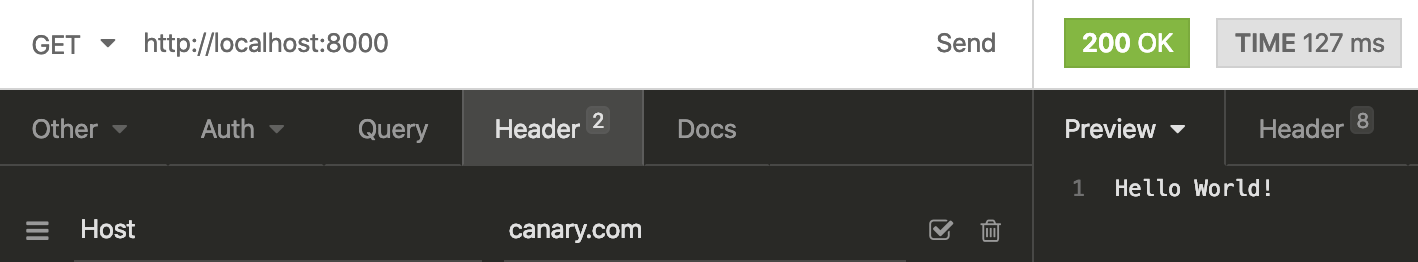 GET http://localhost:8000 Send 200 OK TIME 127 ms
Other Auth Query Header 2 Docs Preview Header 8
1 Hello World!
Host canary.com